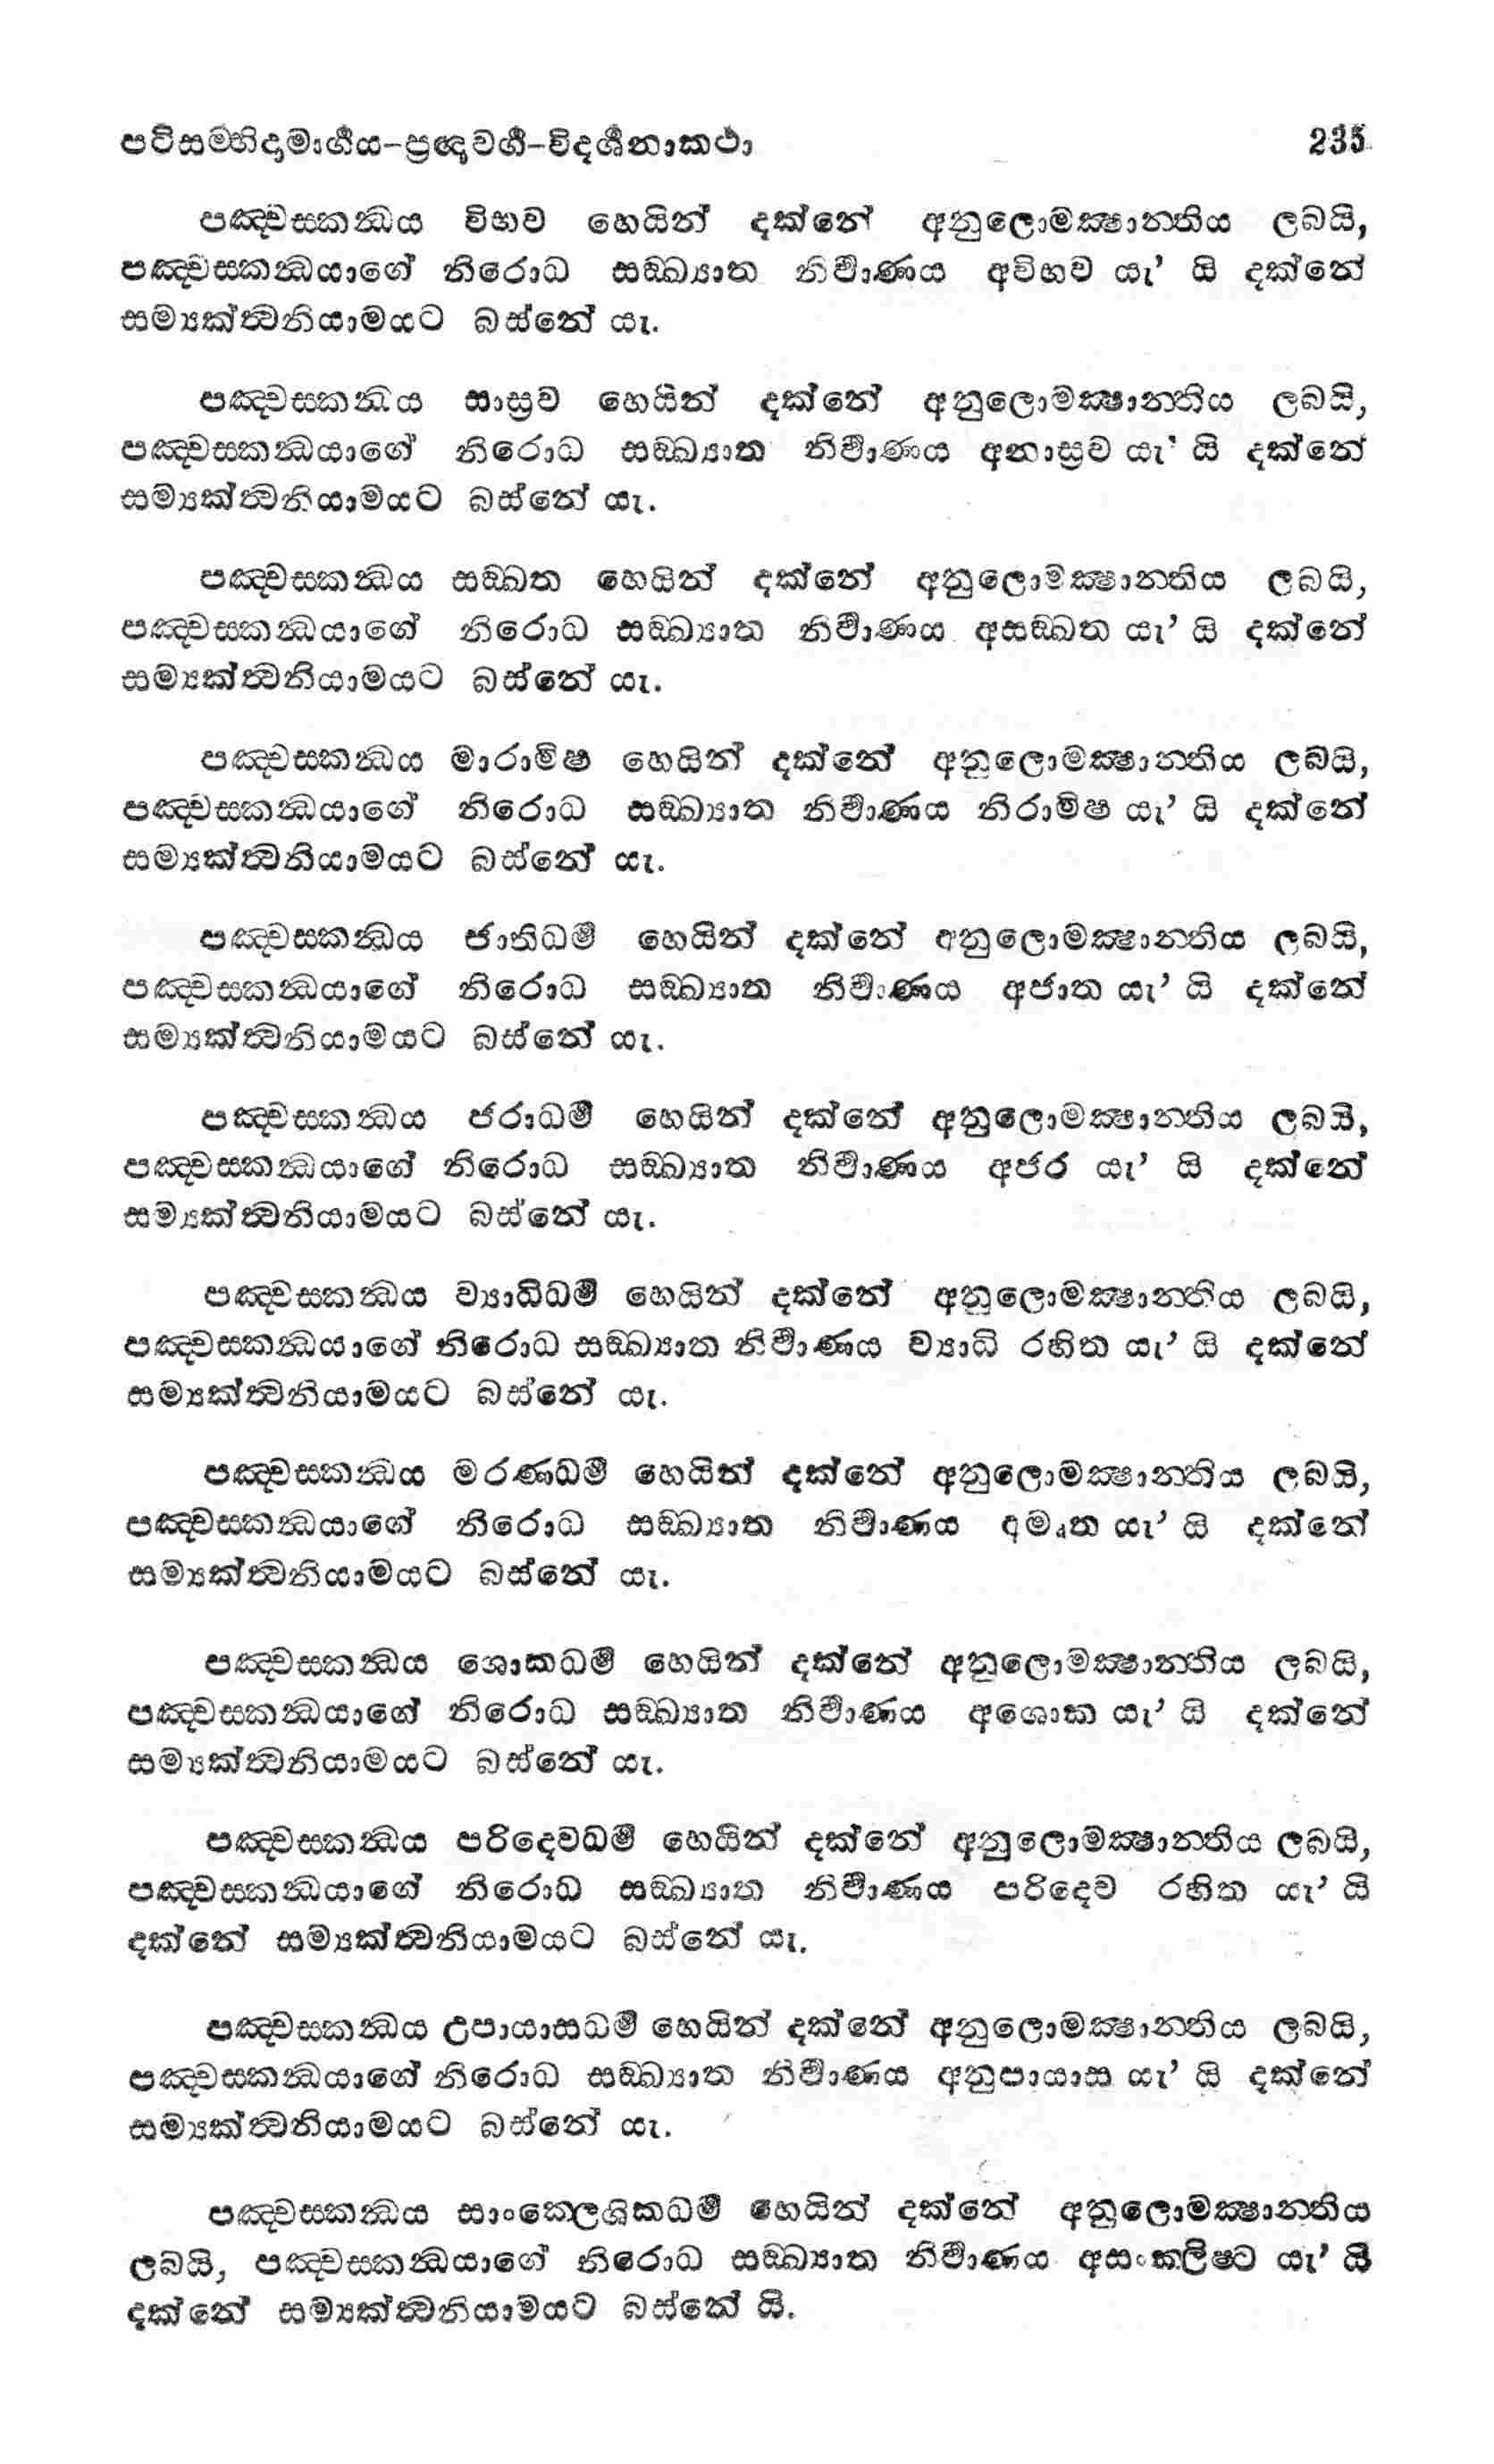 පටිසම්භිදාමාර්ගය-ප්‍රඥාවර්ග-විදර්ශනාකථා 235
පඤ්චස්කන්ධය විභව හෙයින් දක්නේ අනුලොමක්ෂාන්තිය ලබයි,
පඤ්චස්කන්ධයාගේ නිරොධ සඞ්ඛ්‍යාත නිර්වාණය අවිභව යැ’ යි දක්නේ
සම්‍යක්ත්වනියාමයට බස්නේ යැ.
පඤ්චස්කන්ධය සාස්‍රව හෙයින් දක්නේ අනුලොමක්ෂාන්තිය ලබයි,
පඤ්චස්කන්ධයාගේ නිරොධ සඞ්ඛ්‍යාත නිර්වාණය අනාස්‍රව යැ’ යි දක්නේ
සම්‍යක්ත්වනියාමයට බස්නේ යැ.
පඤ්චස්කන්ධය සඞ්ඛත හෙයින් දක්නේ අනුලොමක්ෂාන්තිය ලබයි,
පඤ්චස්කන්ධයාගේ නිරොධ සඞ්ඛ්‍යාත නිර්වාණය අසඞ්ඛත යැ’ යි දක්නේ
සම්‍යක්ත්වනියාමයට බස්නේ යැ.
පඤ්චස්කන්ධය මාරාමිෂ හෙයින් දක්නේ අනුලොමක්ෂාන්තිය ලබයි,
පඤ්චස්කන්ධයාගේ නිරොධ සඞ්ඛ්‍යාත නිර්වාණය නිරාමිෂ යැ’ යි දක්නේ
සම්‍යක්ත්වනියාමයට බස්නේ යැ.
පඤ්චස්කන්ධය ජාතිධර්ම හෙයින් දක්නේ අනුලොමක්ෂාන්තිය ලබයි,
පඤ්චස්කන්ධයාගේ නිරොධ සඞ්ඛ්‍යාත නිර්වාණය අජාත යැ’ යි දක්නේ
සම්‍යක්ත්වනියාමයට බස්නේ යැ.
පඤ්චස්කන්ධය ජරාධර්ම හෙයින් දක්නේ අනුලොමක්ෂාන්තිය ලබයි,
පඤ්චස්කන්ධයාගේ නිරොධ සඞ්ඛ්‍යාත නිර්වාණය අජර යැ’ යි දක්නේ
සම්‍යක්ත්වනියාමයට බස්නේ යැ.
පඤ්චස්කන්ධය ව්‍යාධිධර්ම හෙයින් දක්නේ අනුලොමක්ෂාන්තිය ලබයි,
පඤ්චස්කන්ධයාගේ නිරොධ සඞ්ඛ්‍යාත නිර්වාණය ව්‍යාධි රහිත යැ’ යි දක්නේ
සම්‍යක්ත්වනියාමයට බස්නේ යැ.
පඤ්චස්කන්ධය මරණධර්ම හෙයින් දක්නේ අනුලොමක්ෂාන්තිය ලබයි,
පඤ්චස්කන්ධයාගේ නිරොධ සඞ්ඛ්‍යාත නිර්වාණය අමෘත යැ’ යි දක්නේ
සම්‍යක්ත්වනියාමයට බස්නේ යැ.
පඤ්චස්කන්ධය ශොකධර්ම හෙයින් දක්නේ අනුලොමක්ෂාන්තිය ලබයි,
පඤ්චස්කන්ධයාගේ නිරොධ සඞ්ඛ්‍යාත නිර්වාණය අශොක යැ’ යි දක්නේ
සම්‍යක්ත්වනියාමයට බස්නේ යැ.
පඤ්චස්කන්ධය පරිදෙවධර්ම හෙයින් දක්නේ අනුලොමක්ෂාන්තිය ලබයි,
පඤ්චස්කන්ධයාගේ නිරොධ සඞ්ඛ්‍යාත නිර්වාණය පරිදෙව රහිත යැ’ යි
දක්නේ සම්‍යක්ත්වනියාමයට බස්නේ යැ.
පඤ්චස්කන්ධය උපායාසධර්ම හෙයින් දක්නේ අනුලොමක්ෂාන්තිය ලබයි,
පඤ්චස්කන්ධයාගේ නිරොධ සඞ්ඛ්‍යාත නිර්වාණය අනුපායාස යැ’ යි දක්නේ
සම්‍යක්ත්වනියාමයට බස්නේ යැ.
පඤ්චස්කන්ධය සාංක්ලෙශිකධර්ම හෙයින් දක්නේ අනුලොමක්ෂාන්තිය
ලබයි, පඤ්චස්කන්ධයාගේ නිරොධ සඞ්ඛ්‍යාත නිර්වාණය අසංක්ලිෂ්ට යැ’ යි
දක්නේ සම්‍යක්ත්වනියාමයට බස්නේ යි.